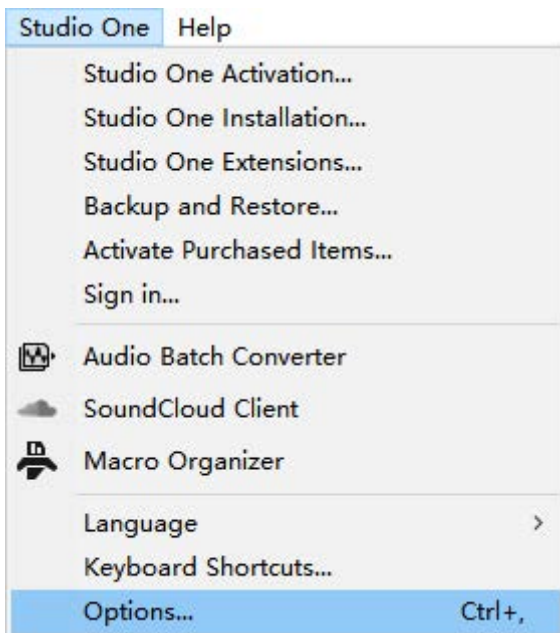 Studio One Help
Studio One Activation...
Studio One Installation...
Studio One Extensions...
Backup and Restore...
Activate Purchased Items...
Sign in...
Audio Batch Converter
SoundCloud Client
Macro Organizer
Language >
Keyboard Shortcuts...
Options... Ctrl+,